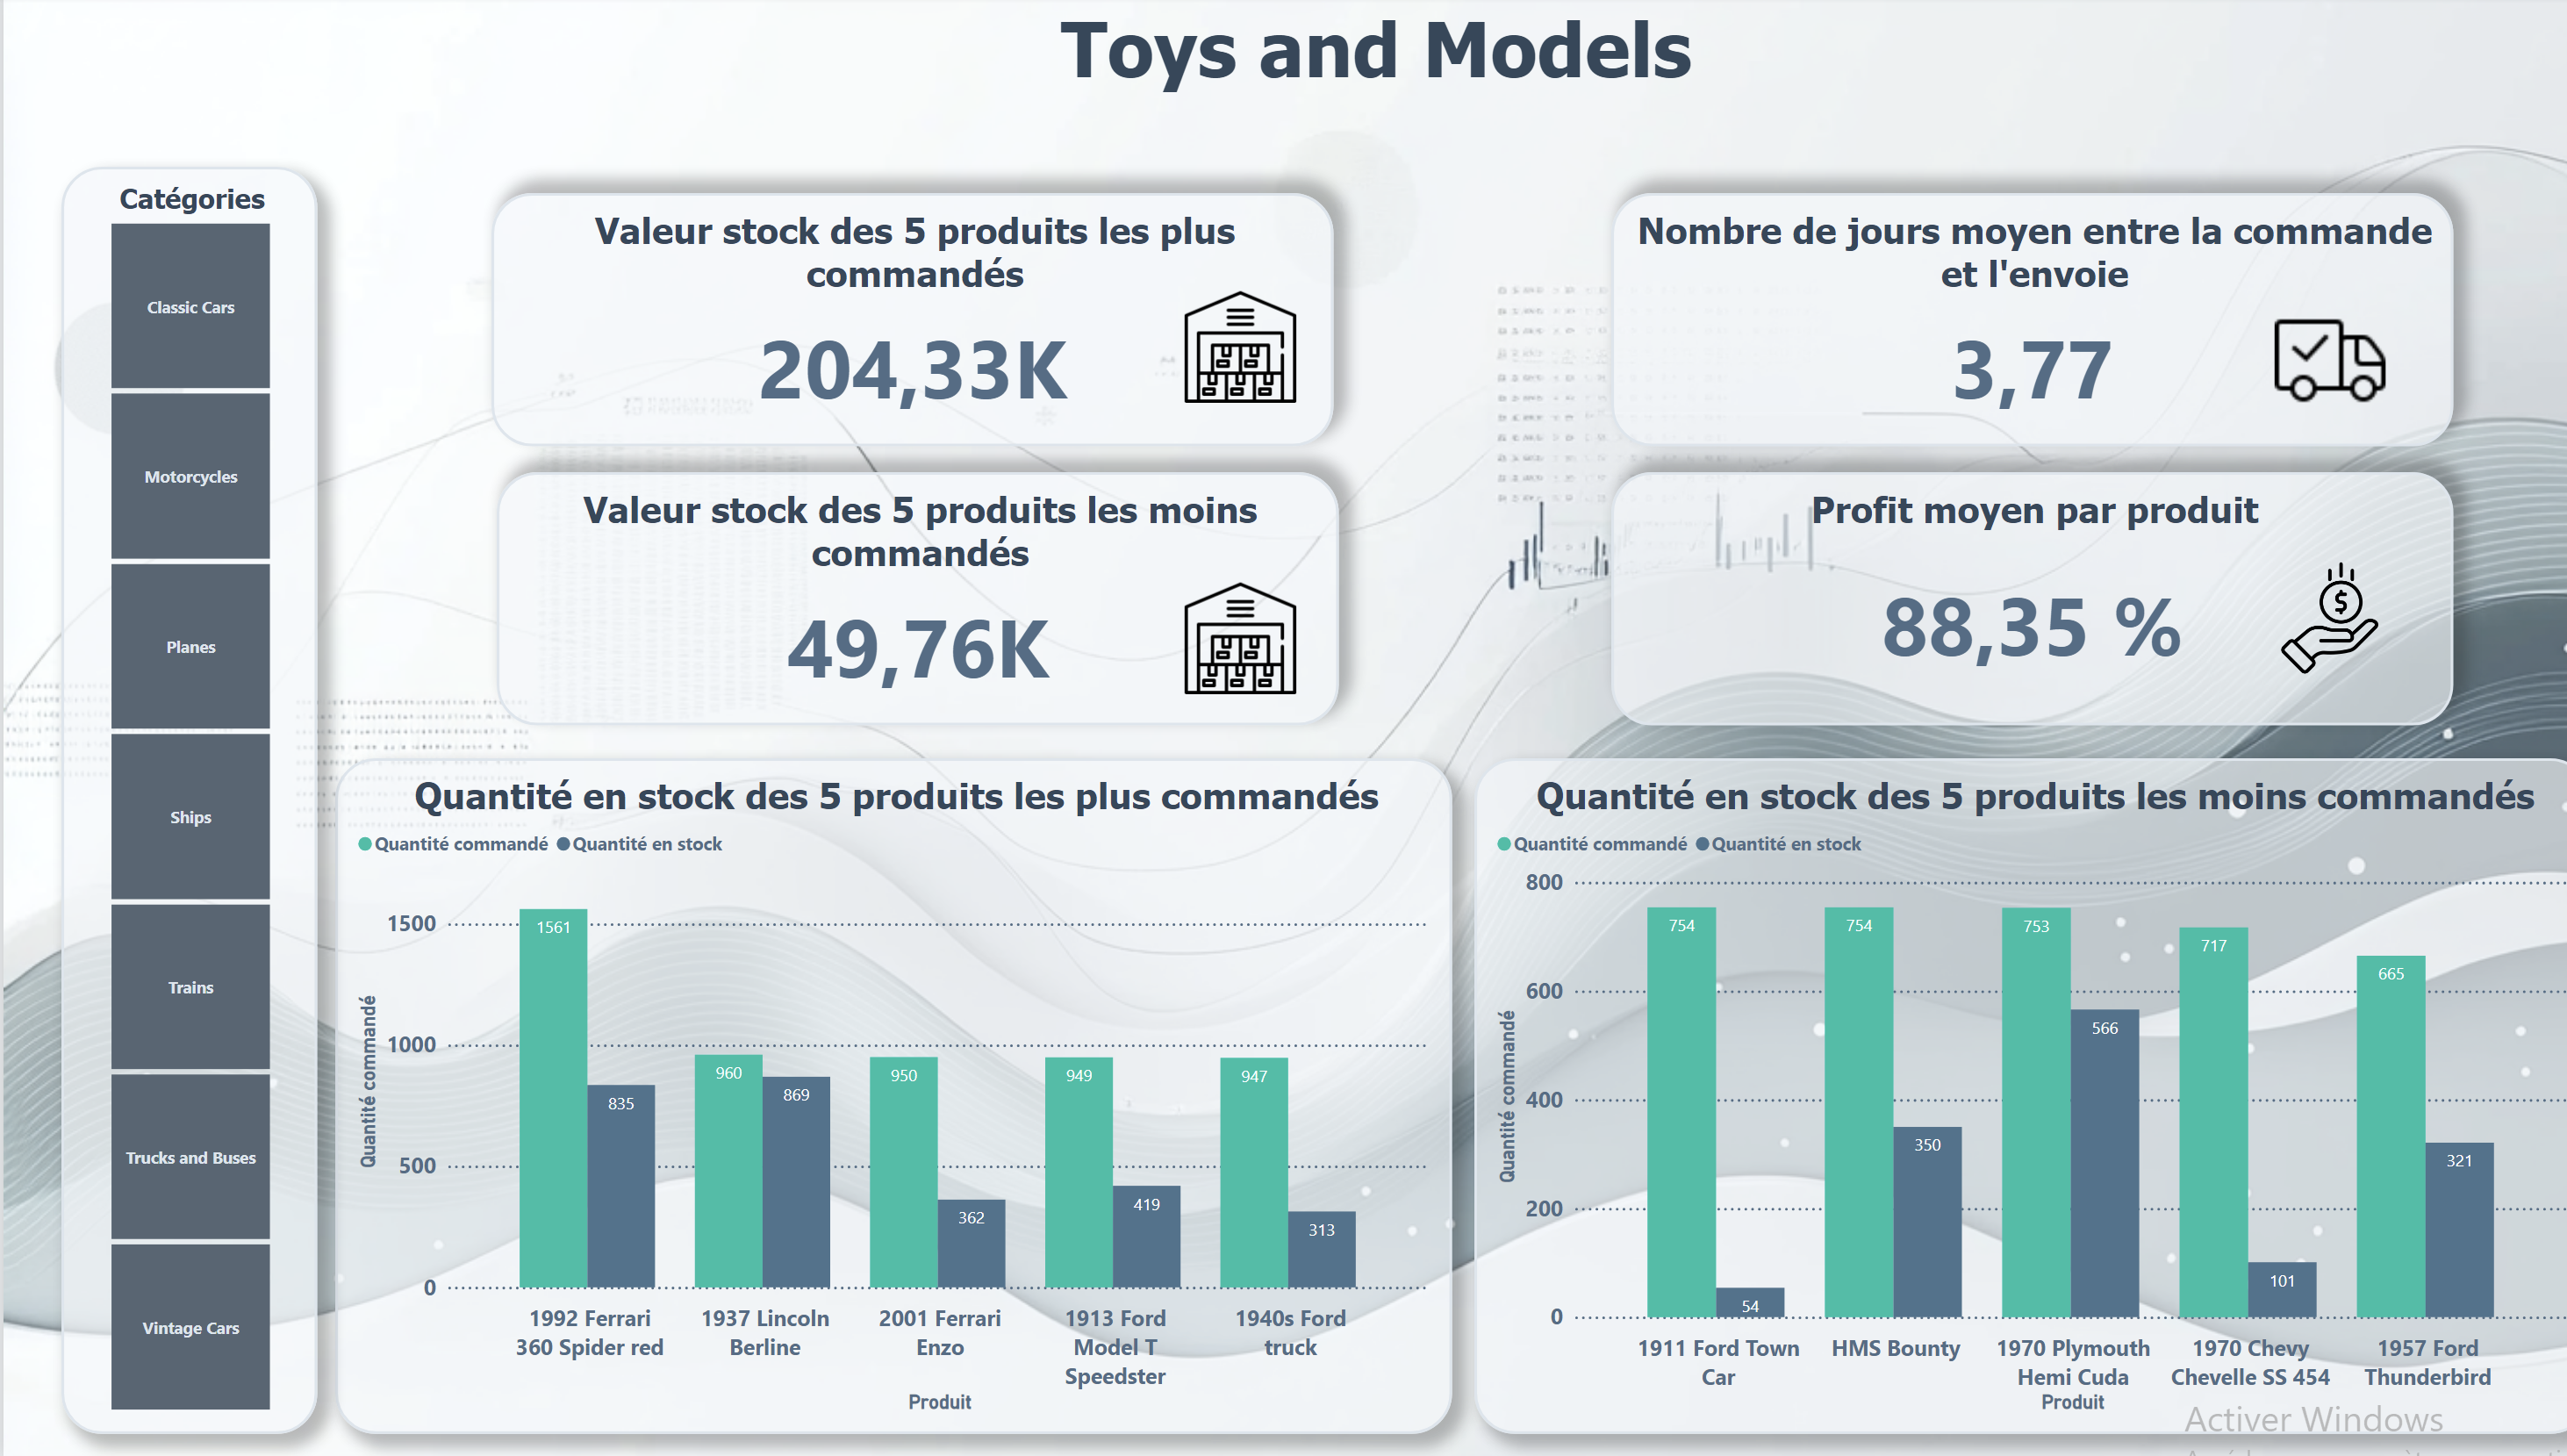 Toys and Models
Catégories
Classic Cars
Motorcycles
Planes
Ships
Trains
Trucks and Buses
Vintage Cars
Valeur stock des 5 produits les plus
commandés
204,33K
Nombre de jours moyen entre la commande
et l'envoie
3,77
Valeur stock des 5 produits les moins
commandés
49,76K
Profit moyen par produit
88,35 %
Quantité en stock des 5 produits les plus commandés
Quantité commandé Quantité en stock
Quantité commandé
1500
1000
500
0
1561
835
960
869
950
362
949
419
947
313
1992 Ferrari
360 Spider red
1937 Lincoln
Berline
2001 Ferrari
Enzo
1913 Ford
Model T
Speedster
1940s Ford
truck
Produit
Quantité en stock des 5 produits les moins commandés
Quantité commandé Quantité en stock
Quantité commandé
800
600
400
200
0
754
54
754
350
753
566
717
101
665
321
1911 Ford Town
Car
HMS Bounty
1970 Plymouth
Hemi Cuda
1970 Chevy
Chevelle SS 454
1957 Ford
Thunderbird
Produit
Activer Windows